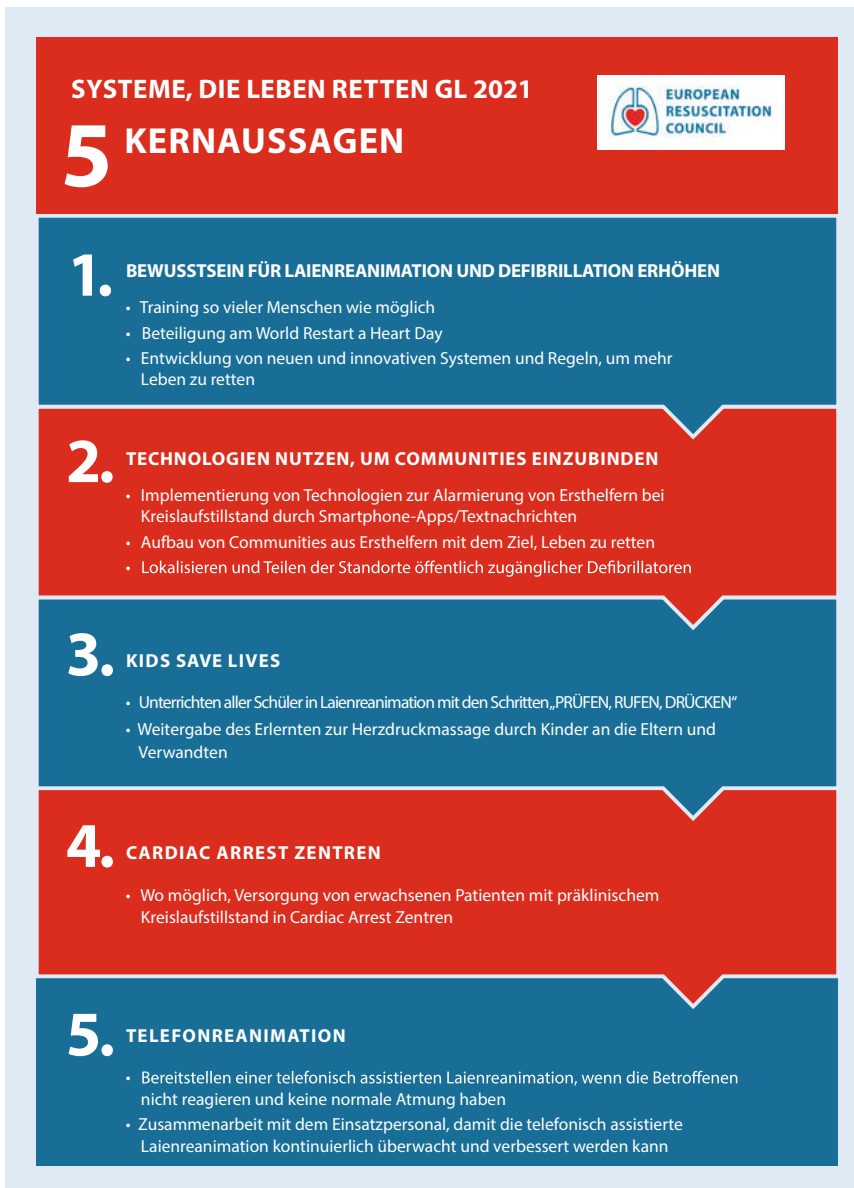 SYSTEME, DIE LEBEN RETTEN GL 2021
5 KERNAUSSAGEN
EUROPEAN
RESUSCITATION
COUNCIL
1. BEWUSSTSEIN FÜR LAIENREANIMATION UND DEFIBRILLATION ERHÖHEN
• Training so vieler Menschen wie möglich
• Beteiligung am World Restart a Heart Day
• Entwicklung von neuen und innovativen Systemen und Regeln, um mehr
Leben zu retten
2. TECHNOLOGIEN NUTZEN, UM COMMUNITIES EINZUBINDEN
• Implementierung von Technologien zur Alarmierung von Ersthelfern bei
Kreislaufstillstand durch Smartphone-Apps/Textnachrichten
• Aufbau von Communities aus Ersthelfern mit dem Ziel, Leben zu retten
• Lokalisieren und Teilen der Standorte öffentlich zugänglicher Defibrillatoren
3. KIDS SAVE LIVES
• Unterrichten aller Schüler in Laienreanimation mit den Schritten „PRÜFEN, RUFEN, DRÜCKEN“
• Weitergabe des Erlernten zur Herzdruckmassage durch Kinder an die Eltern und
Verwandten
4. CARDIAC ARREST ZENTREN
• Wo möglich, Versorgung von erwachsenen Patienten mit präklinischem
Kreislaufstillstand in Cardiac Arrest Zentren
5. TELEFONREANIMATION
• Bereitstellen einer telefonisch assistierten Laienreanimation, wenn die Betroffenen
nicht reagieren und keine normale Atmung haben
• Zusammenarbeit mit dem Einsatzpersonal, damit die telefonisch assistierte
Laienreanimation kontinuierlich überwacht und verbessert werden kann